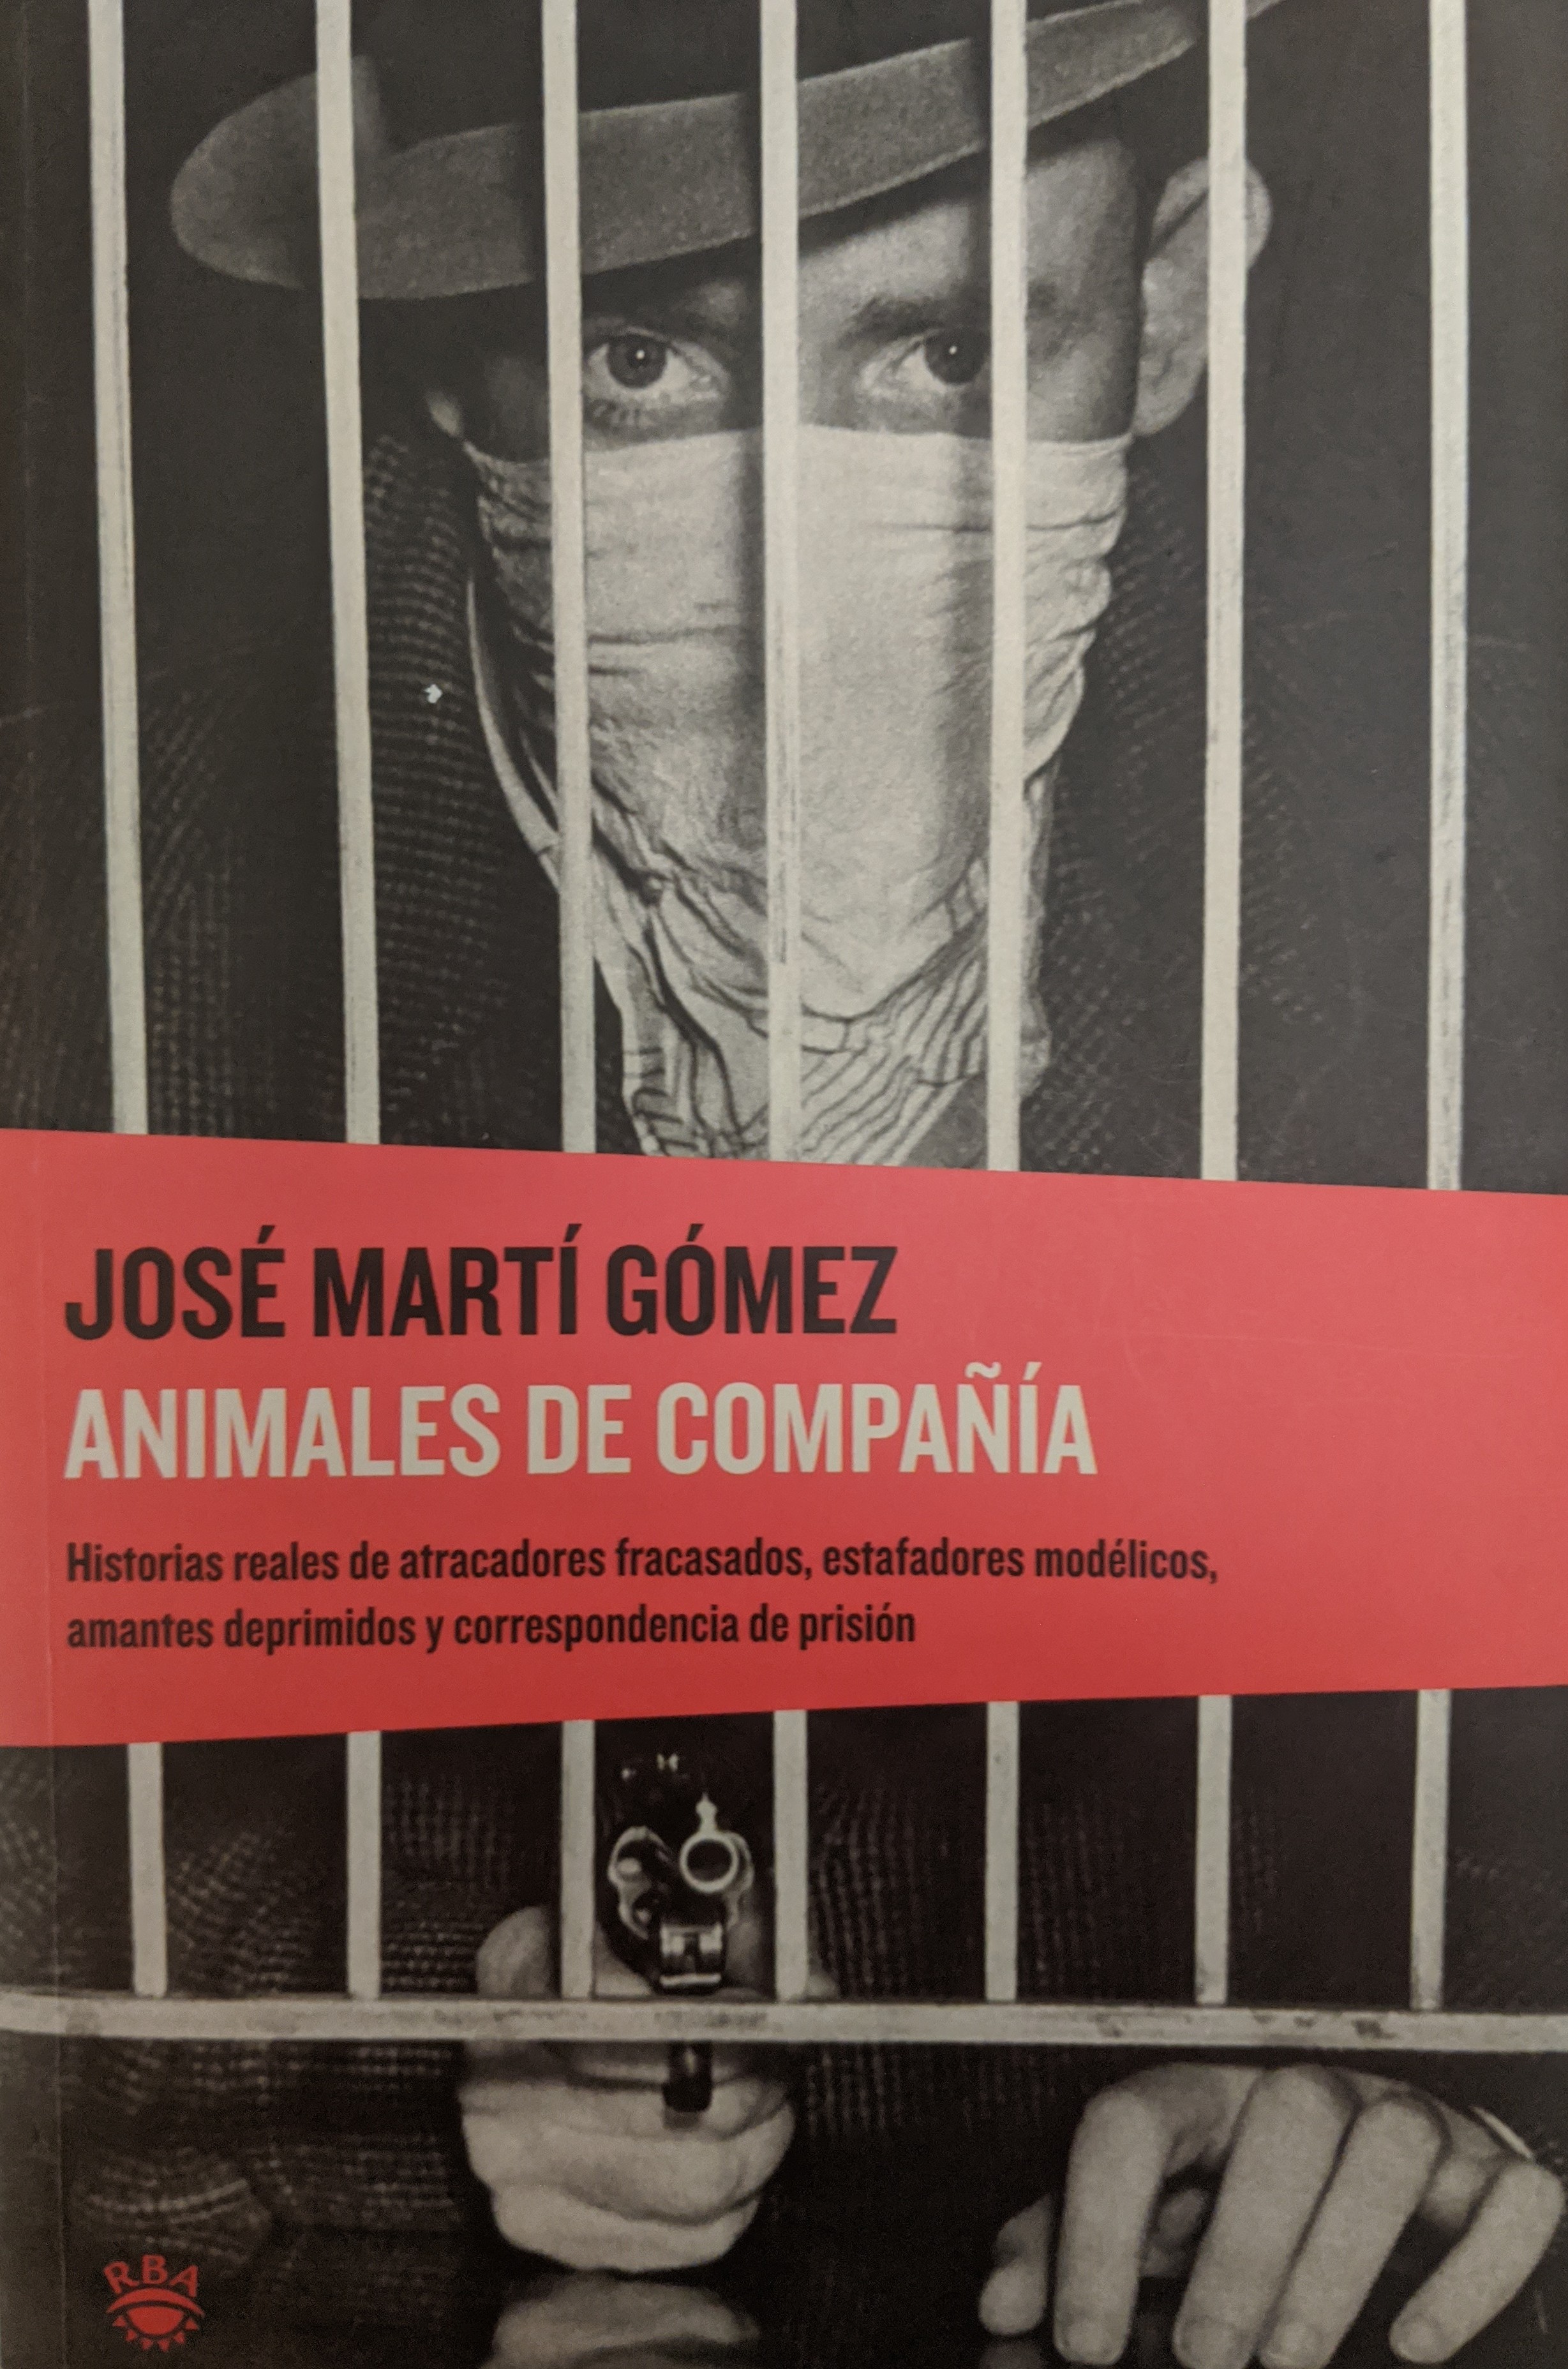 JOSÉ MARTÍ GÓMEZ
ANIMALES DE COMPAÑÍA
Historias reales de atracadores fracasados, estafadores modélicos,
amantes deprimidos y correspondencia de prisión
RBA